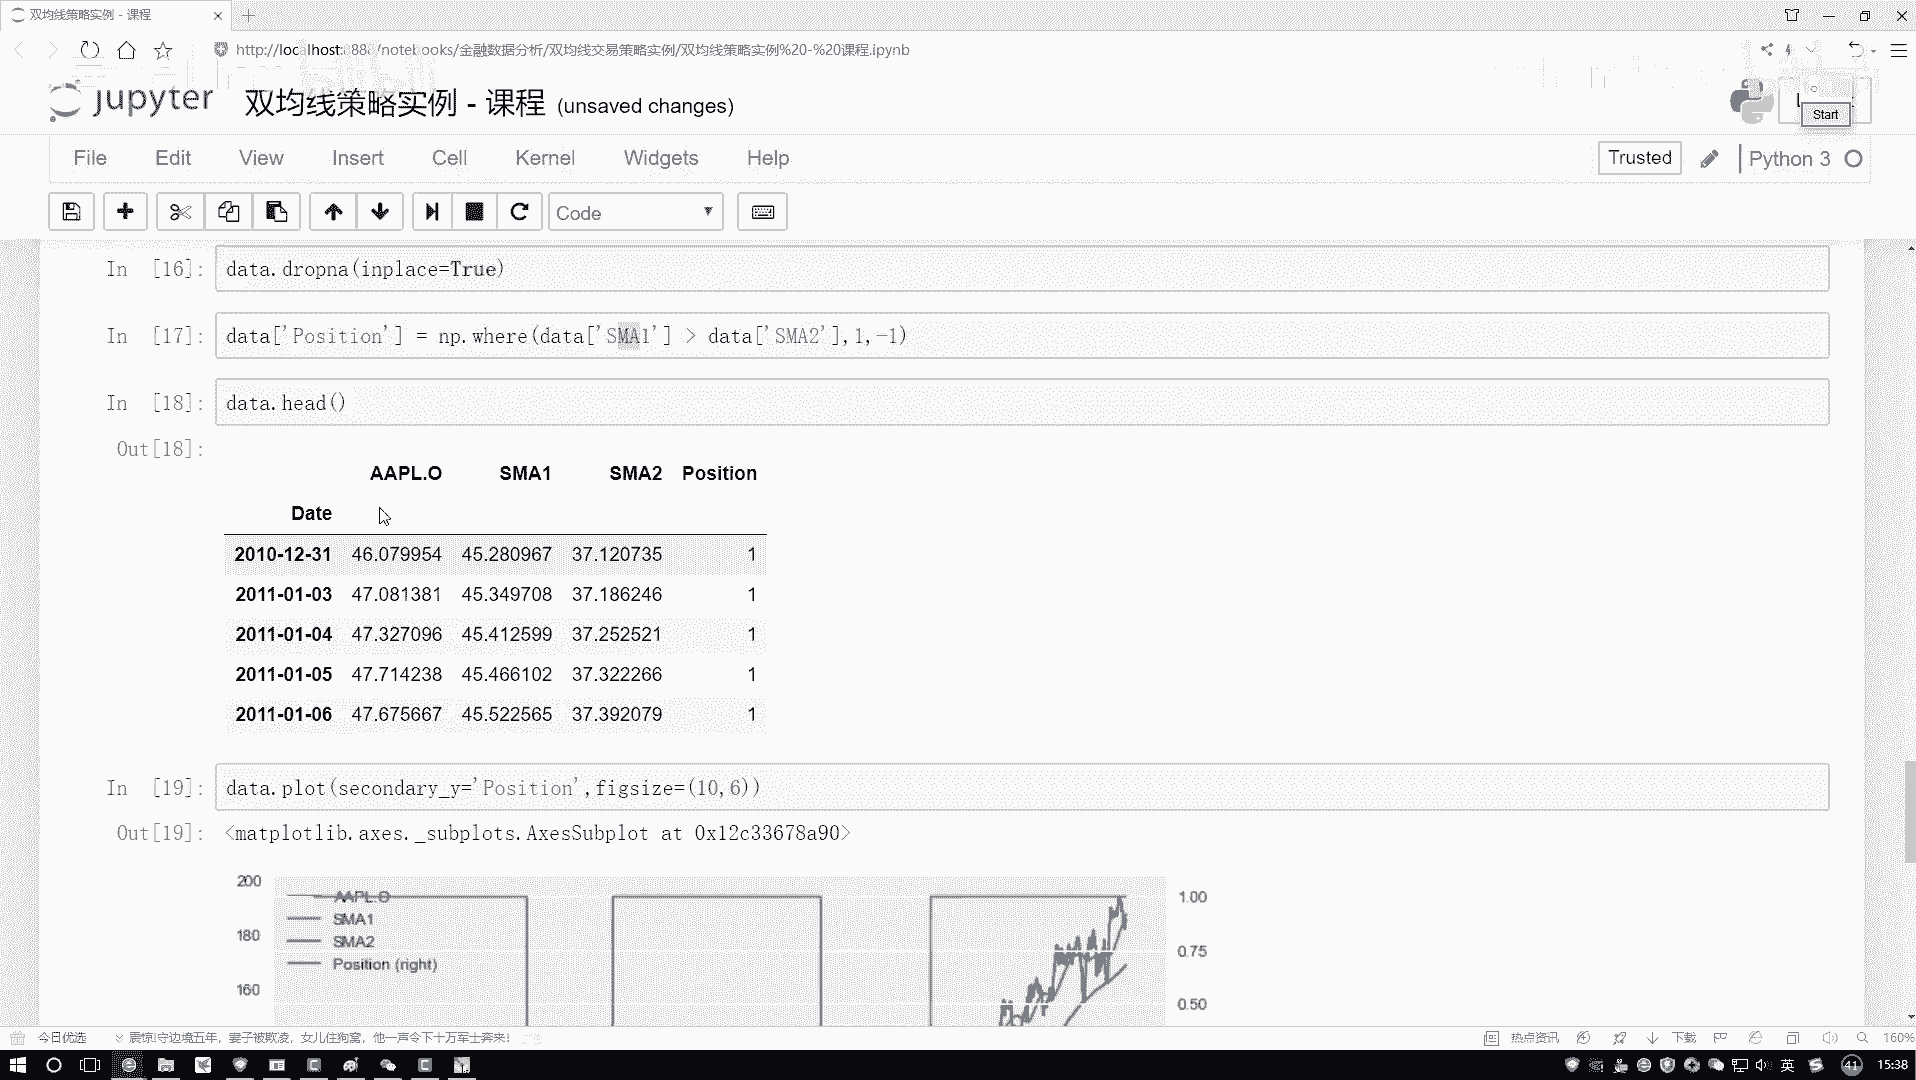 双均线策略实例 - 课程
http://localhost:888/notebooks/金融数据分析/双均线交易策略实例/双均线策略实例%20-%20课程.ipynb
jupyter 双均线策略实例 - 课程 (unsaved changes)
Start
File Edit View Insert Cell Kernel Widgets Help
Trusted Python 3
Code
In [16]: data.dropna(inplace=True)
In [17]: data['Position'] = np.where(data['SMA1'] > data['SMA2'],1,-1)
In [18]: data.head()
Out[18]:
AAPL.O SMA1 SMA2 Position
Date
2010-12-31 46.079954 45.280967 37.120735 1
2011-01-03 47.081381 45.349708 37.186246 1
2011-01-04 47.327096 45.412599 37.252521 1
2011-01-05 47.714238 45.466102 37.322266 1
2011-01-06 47.675667 45.522565 37.392079 1
In [19]: data.plot(secondary_y='Position',figsize=(10,6))
Out[19]: <matplotlib.axes._subplots.AxesSubplot at 0x12c33678a90>
200 AAPL.O 1.00
SMA1
180 SMA2 0.75
Position (right)
160 0.50
今日优选 震惊!守边境五年，妻子被欺凌，女儿住狗窝，他一声令下十万军士奔来!
热点资讯 下载 160%
英 41 15:38